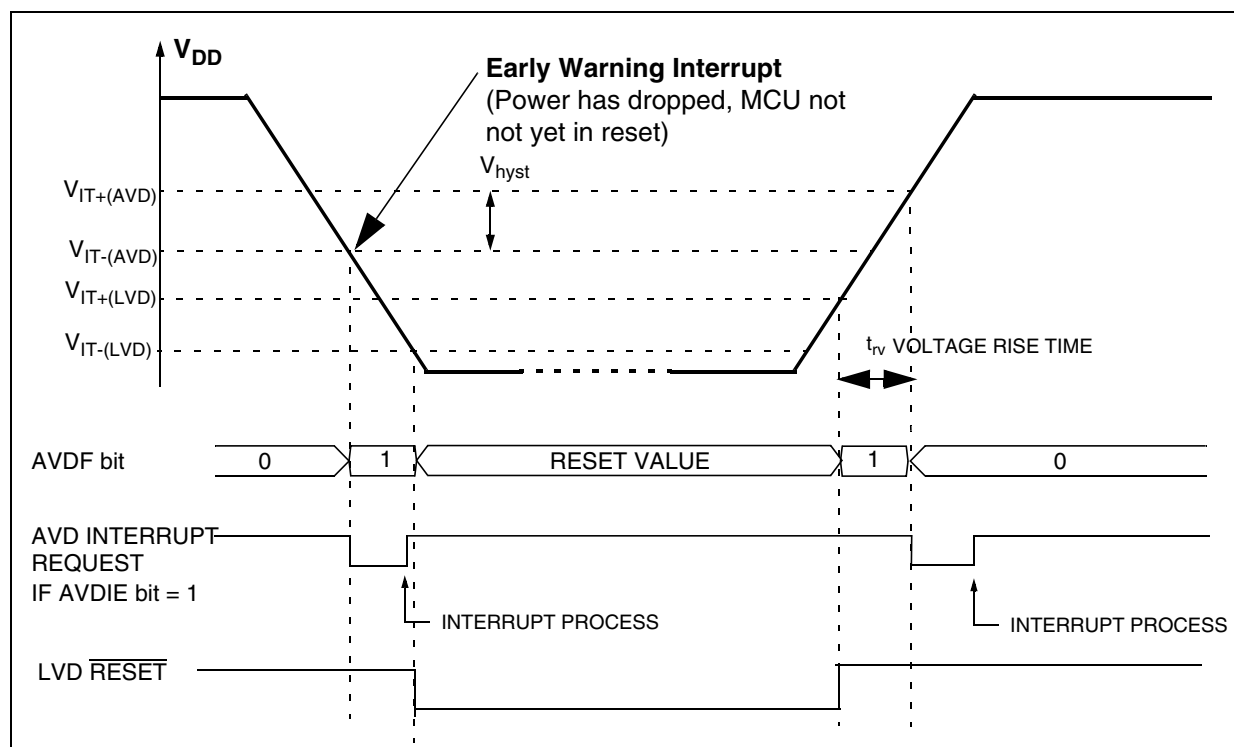 VDD
Early Warning Interrupt
(Power has dropped, MCU not
not yet in reset)
Vhyst
VIT+(AVD)
VIT-(AVD)
VIT+(LVD)
VIT-(LVD)
trv VOLTAGE RISE TIME
AVDF bit
0
1
RESET VALUE
1
0
AVD INTERRUPT
REQUEST
IF AVDIE bit = 1
INTERRUPT PROCESS
INTERRUPT PROCESS
LVD RESET